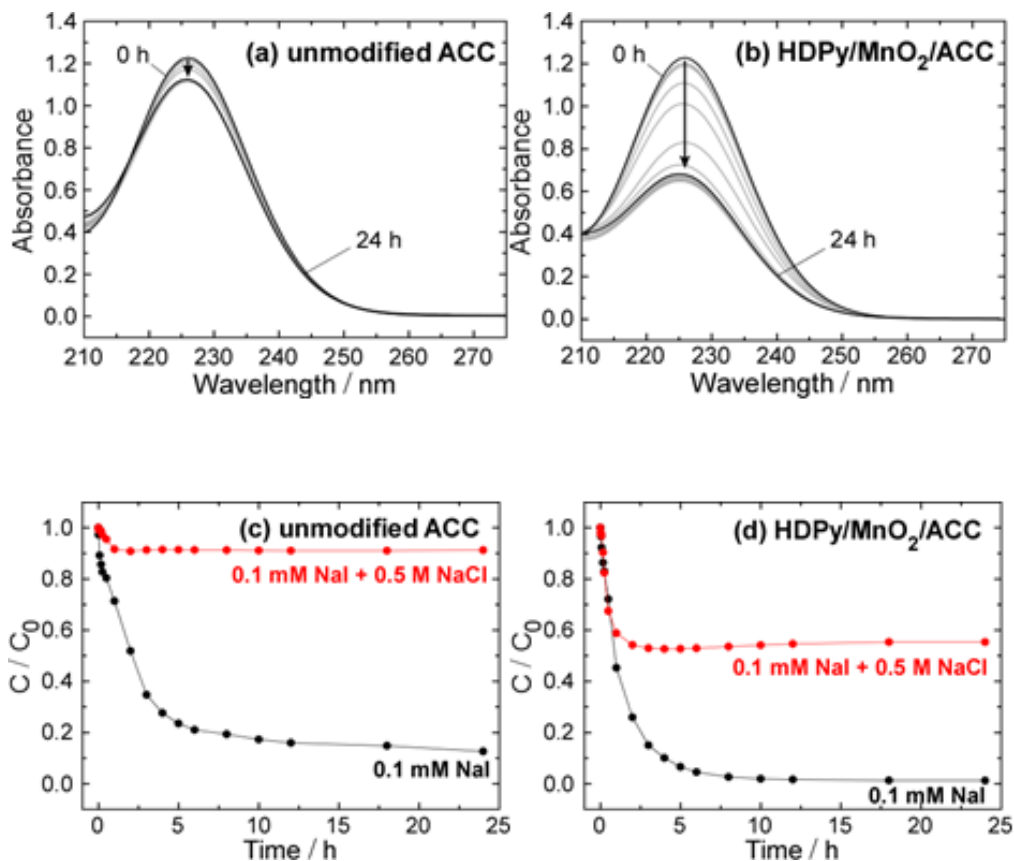 (a) unmodified ACC
0 h
24 h
Absorbance
1.4
1.2
1.0
0.8
0.6
0.4
0.2
0.0
210 220 230 240 250 260 270
Wavelength / nm
(b) HDPy/MnO2/ACC
0 h
24 h
Absorbance
1.4
1.2
1.0
0.8
0.6
0.4
0.2
0.0
210 220 230 240 250 260 270
Wavelength / nm
(c) unmodified ACC
0.1 mM NaI + 0.5 M NaCl
0.1 mM NaI
C / C0
1.0
0.8
0.6
0.4
0.2
0.0
0 5 10 15 20 25
Time / h
(d) HDPy/MnO2/ACC
0.1 mM NaI + 0.5 M NaCl
0.1 mM NaI
C / C0
1.0
0.8
0.6
0.4
0.2
0.0
0 5 10 15 20 25
Time / h